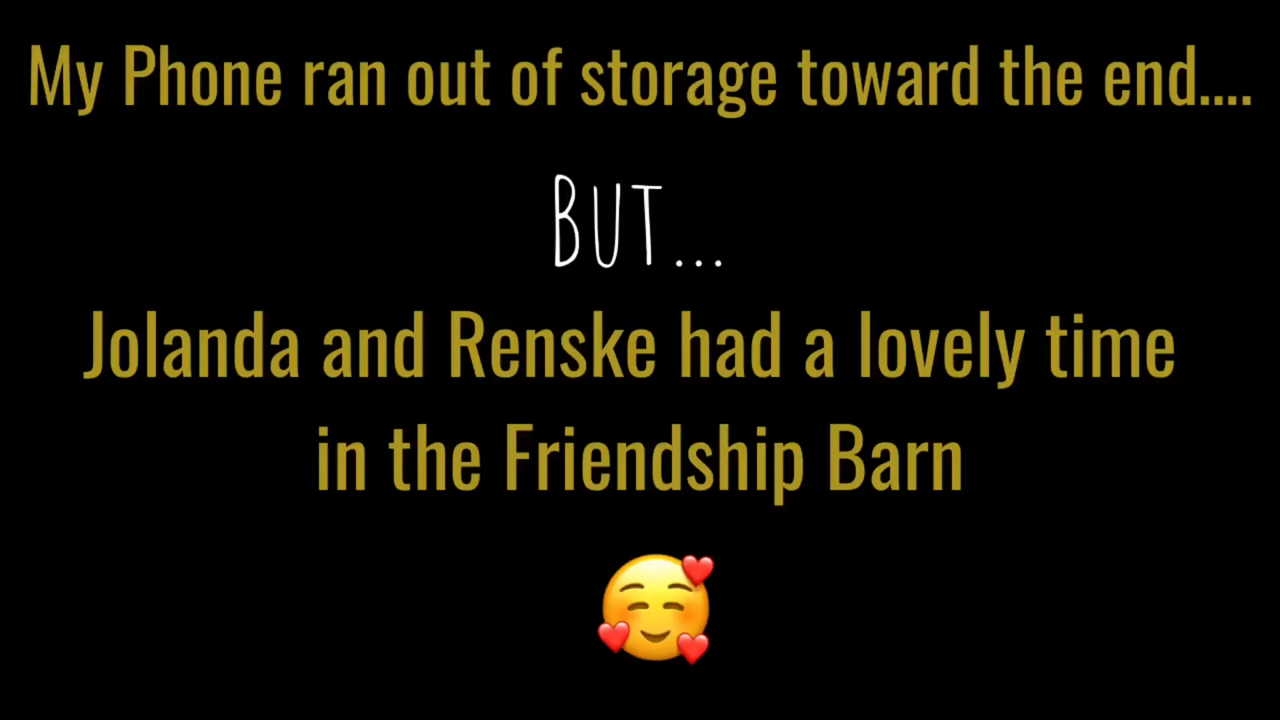 My Phone ran out of storage toward the end....
BUT...
Jolanda and Renske had a lovely time
in the Friendship Barn